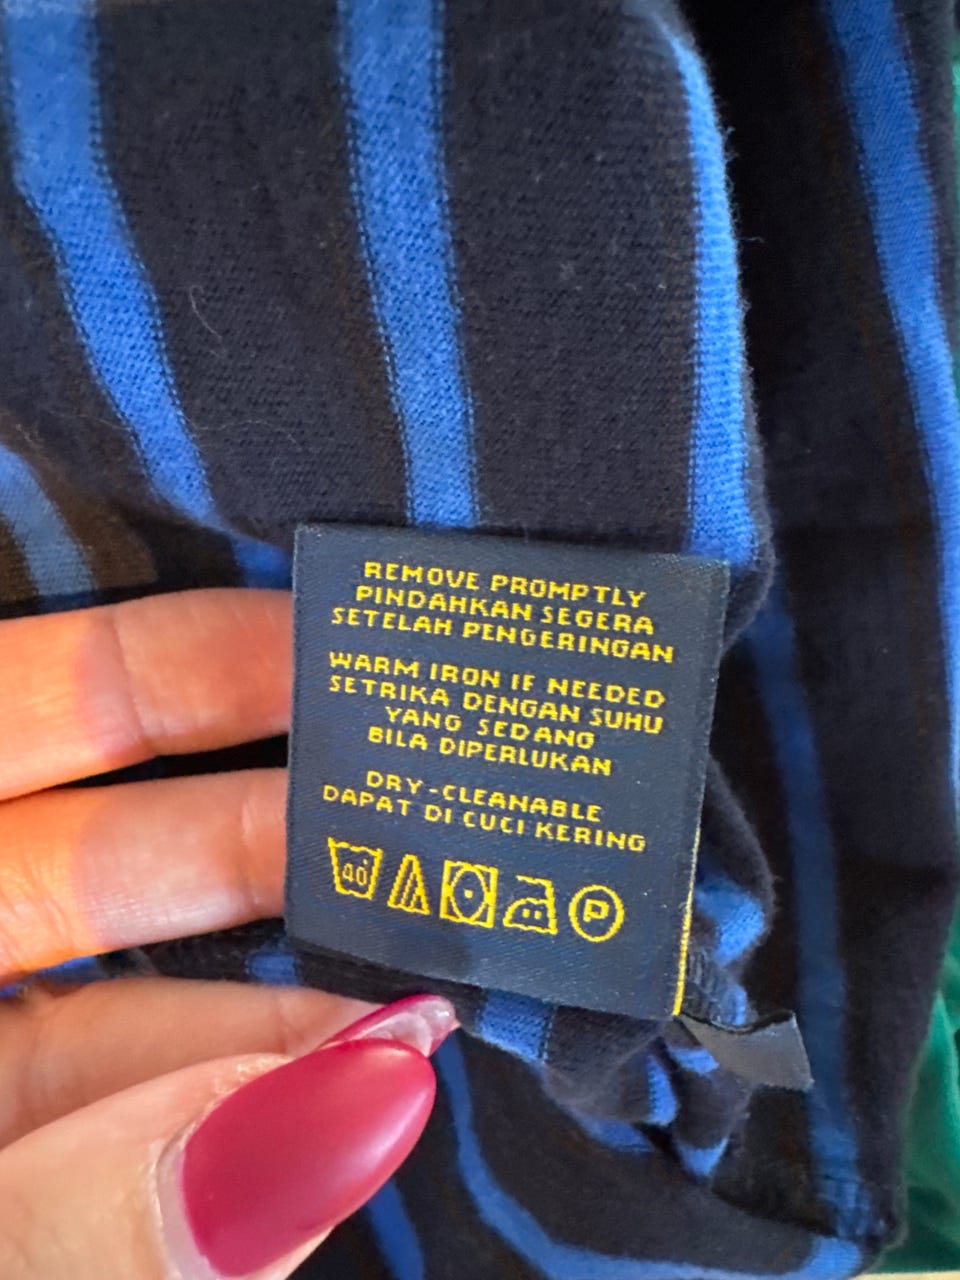 REMOVE PROMPTLY
PINDAHKAN SEGERA
SETELAH PENGERINGAN
WARM IRON IF NEEDED
SETRIKA DENGAN SUHU
YANG SEDANG
BILA DIPERLUKAN
DRY-CLEANABLE
DAPAT DI CUCI KERING
40
P